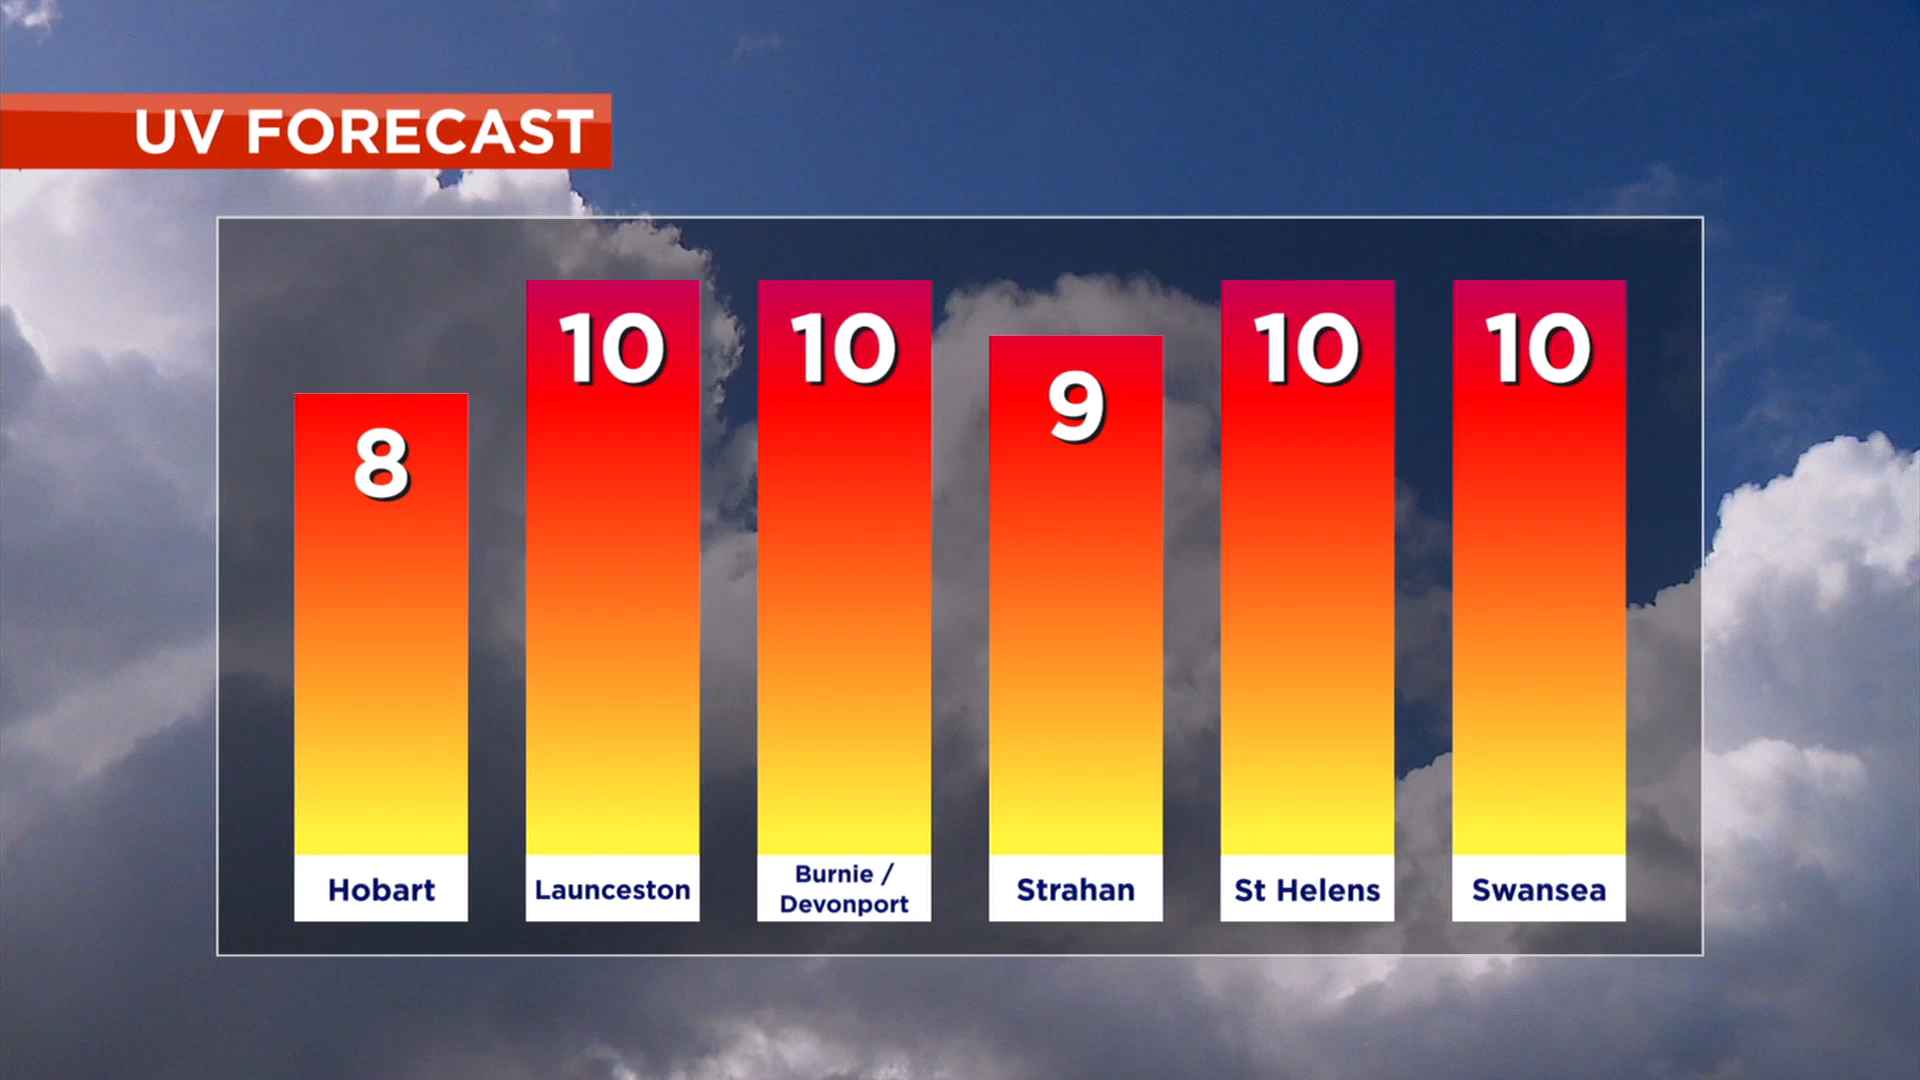 UV FORECAST
8
10
10
9
10
10
Hobart
Launceston
Burnie /
Devonport
Strahan
St Helens
Swansea